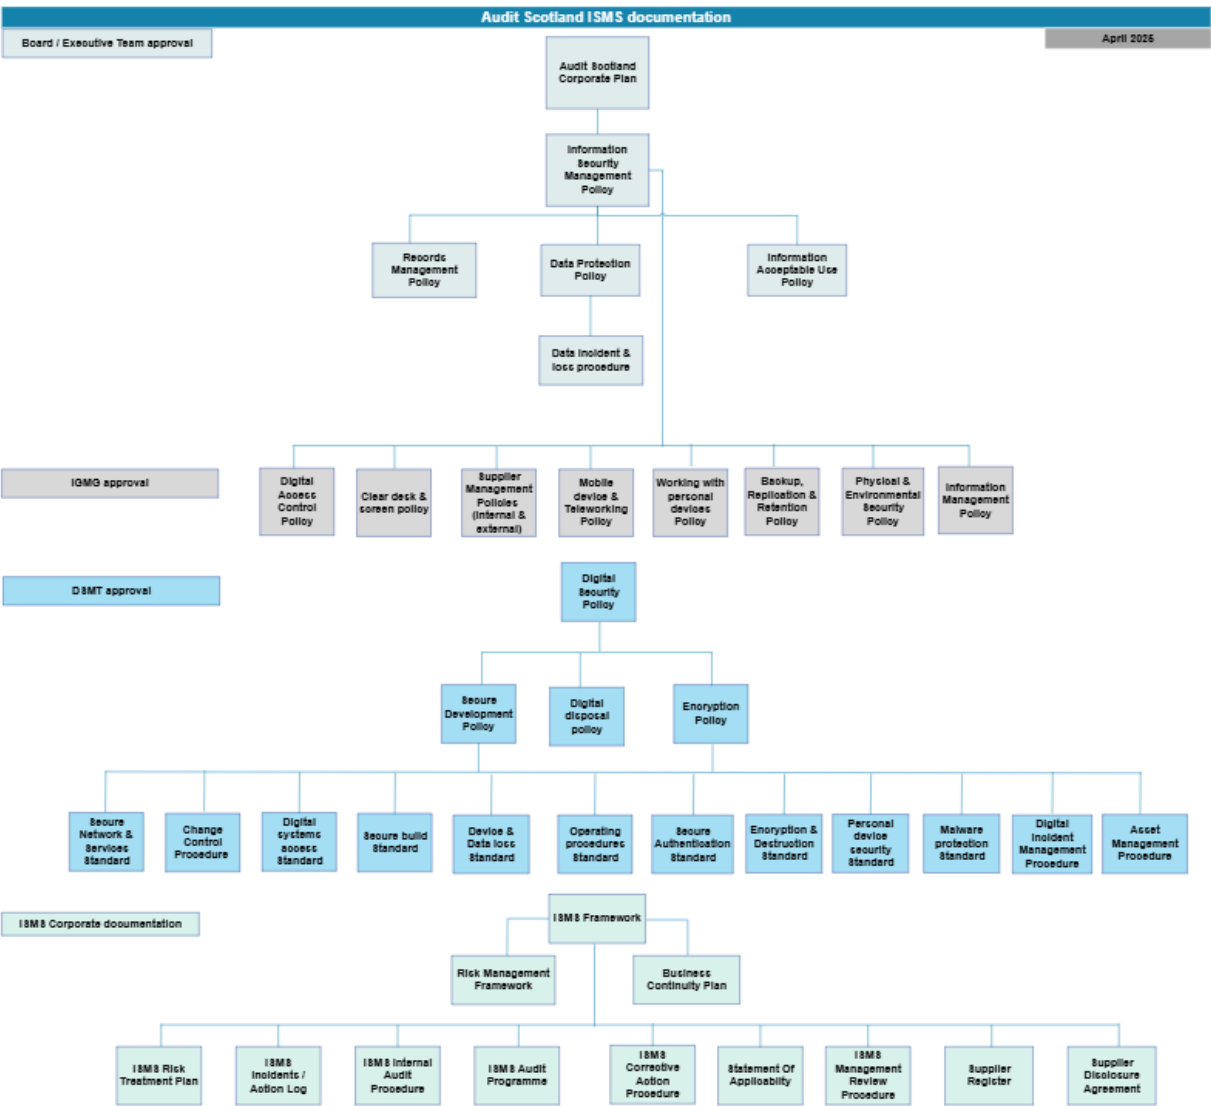 Audit Scotland ISMS documentation
Board / Executive Team approval
April 2025
Audit Scotland
Corporate Plan
Information
Security
Management
Policy
Records
Management
Policy
Data Protection
Policy
Information
Acceptable Use
Policy
Data Incident &
loss procedure
IGMG approval
Digital
Access
Control
Policy
Clear desk &
screen policy
Supplier
Management
Policies
(Internal &
external)
Mobile
device &
Teleworking
Policy
Working with
personal
devices
Policy
Backup,
Replication &
Retention
Policy
Physical &
Environmental
Security
Policy
Information
Management
Policy
DSMT approval
Digital
Security
Policy
Secure
Development
Policy
Digital
disposal
policy
Encryption
Policy
Secure
Network &
Services
Standard
Change
Control
Procedure
Digital
systems
access
Standard
Secure build
Standard
Device &
Data loss
Standard
Operating
procedures
Standard
Secure
Authentication
Standard
Encryption &
Destruction
Standard
Personal
device
security
Standard
Malware
protection
Standard
Digital
Incident
Management
Procedure
Asset
Management
Procedure
ISMS Corporate documentation
ISMS Framework
Risk Management
Framework
Business
Continuity Plan
ISMS Risk
Treatment Plan
ISMS
Incidents /
Action Log
ISMS Internal
Audit
Procedure
ISMS Audit
Programme
ISMS
Corrective
Action
Procedure
Statement Of
Applicability
ISMS
Management
Review
Procedure
Supplier
Register
Supplier
Disclosure
Agreement